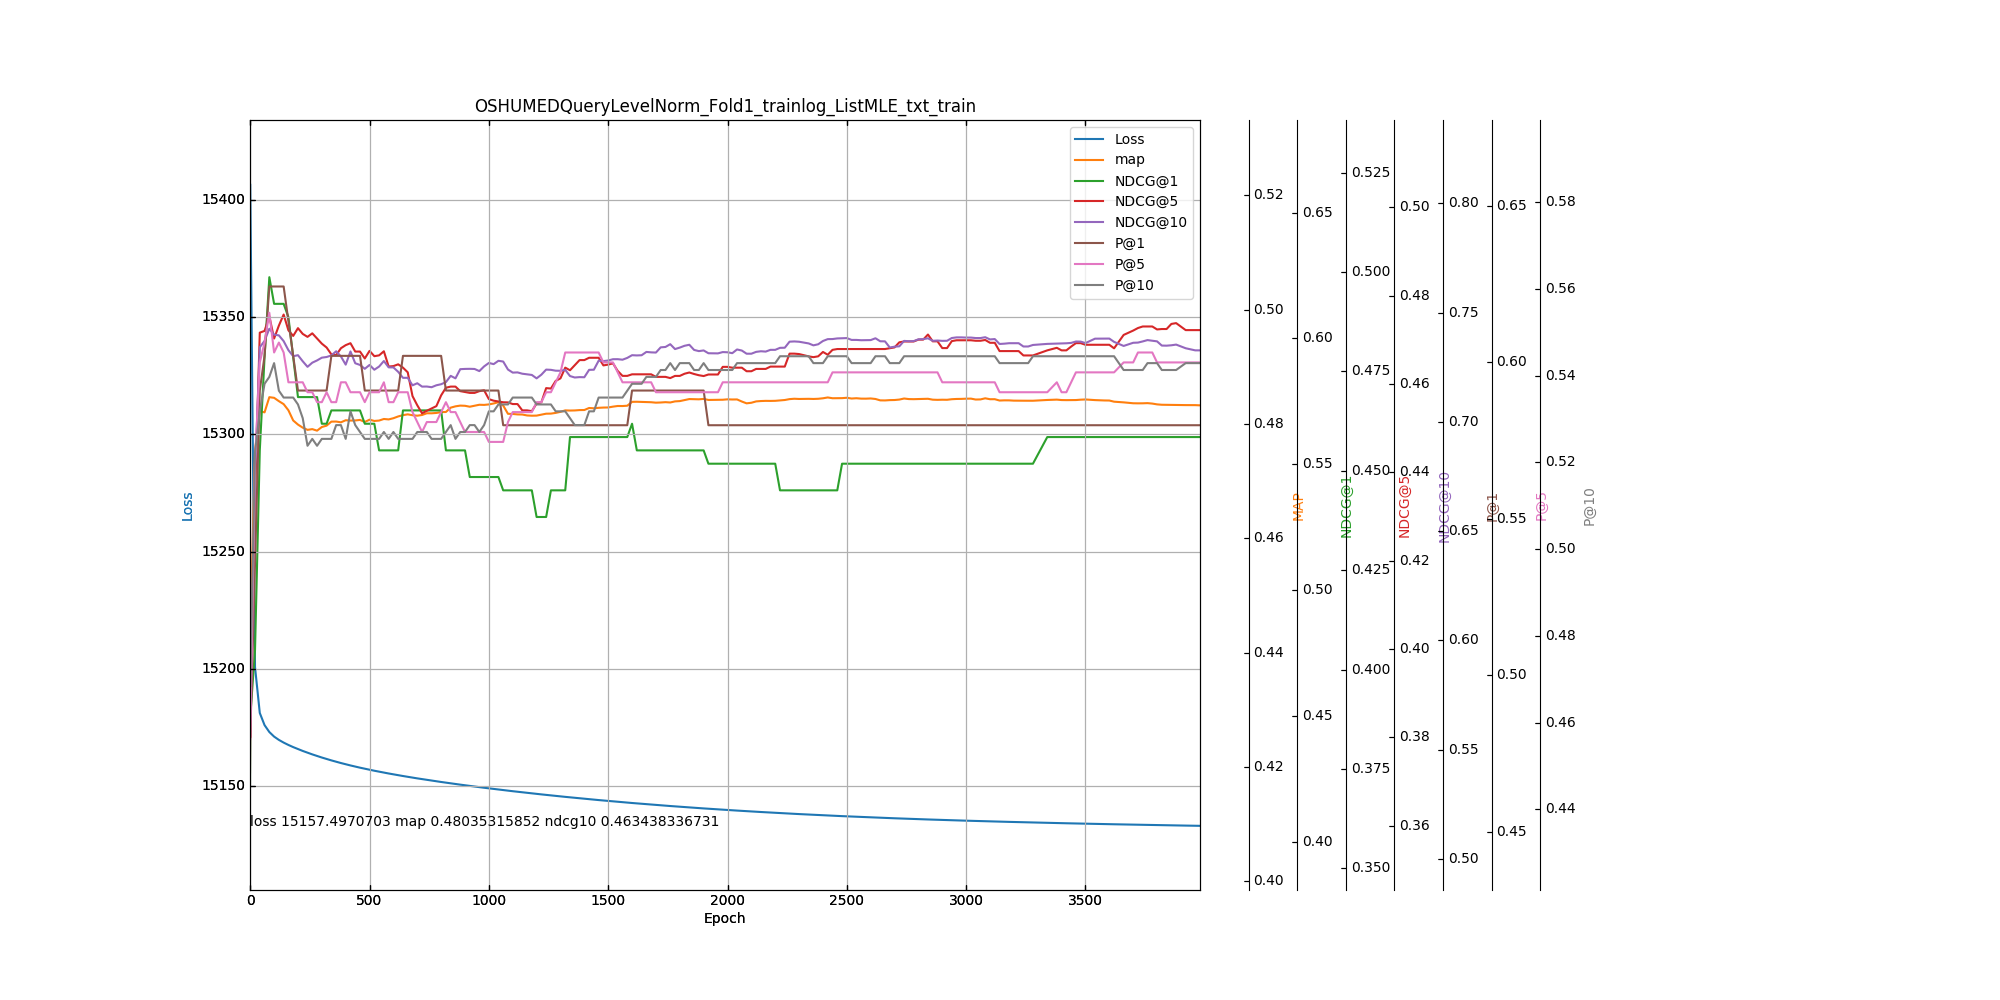 OSHUMEDQueryLevelNorm_Fold1_trainlog_ListMLE_txt_train
Loss
map
NDCG@1
NDCG@5
NDCG@10
P@1
P@5
P@10
15400
15350
15300
15250
15200
15150
Loss
loss 15157.4970703 map 0.48035315852 ndcg10 0.463438336731
0 500 1000 1500 2000 2500 3000 3500
Epoch
0.52
0.50
0.48
0.46
0.44
0.42
0.40
MAP
0.65
0.60
0.55
0.50
0.45
0.40
NDCG@1
0.525
0.500
0.475
0.450
0.425
0.400
0.375
0.350
NDCG@5
0.50
0.48
0.46
0.44
0.42
0.40
0.38
0.36
NDCG@10
0.80
0.75
0.70
0.65
0.60
0.55
0.50
P@1
0.65
0.60
0.55
0.50
0.45
P@5
0.58
0.56
0.54
0.52
0.50
0.48
0.46
0.44
P@10